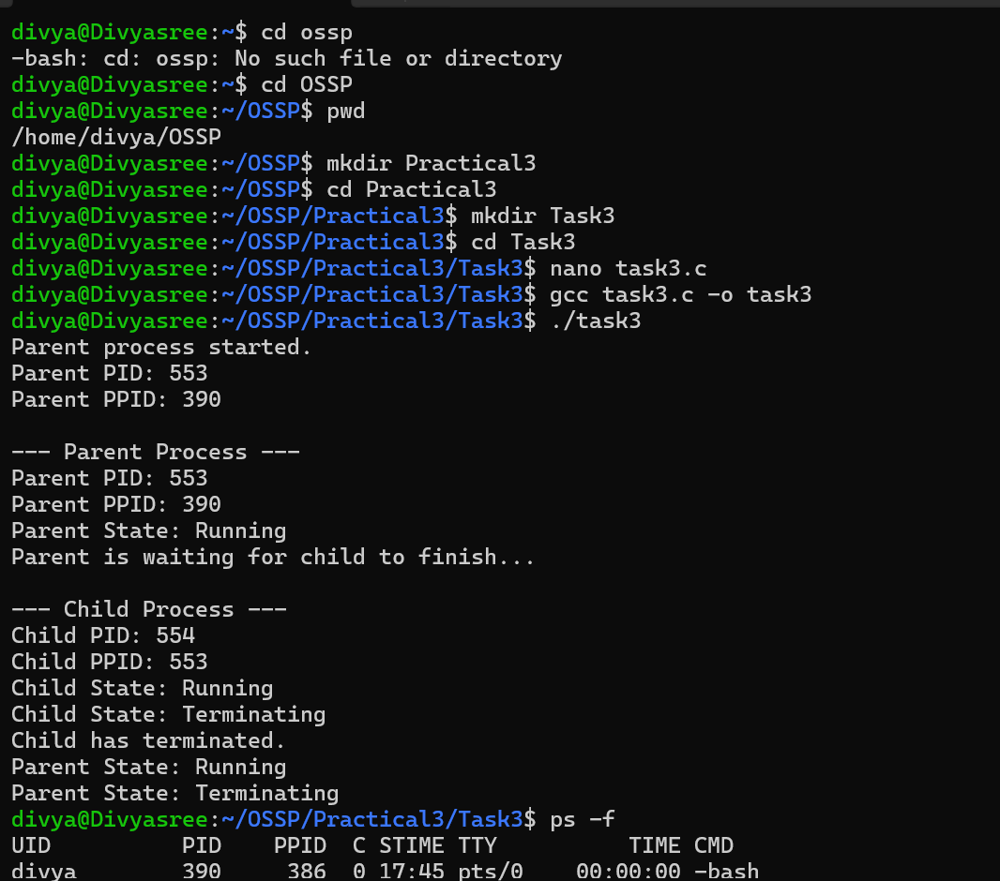 divya@Divyasree:~$ cd ossp
-bash: cd: ossp: No such file or directory
divya@Divyasree:~$ cd OSSP
divya@Divyasree:~/OSSP$ pwd
/home/divya/OSSP
divya@Divyasree:~/OSSP$ mkdir Practical3
divya@Divyasree:~/OSSP$ cd Practical3
divya@Divyasree:~/OSSP/Practical3$ mkdir Task3
divya@Divyasree:~/OSSP/Practical3$ cd Task3
divya@Divyasree:~/OSSP/Practical3/Task3$ nano task3.c
divya@Divyasree:~/OSSP/Practical3/Task3$ gcc task3.c -o task3
divya@Divyasree:~/OSSP/Practical3/Task3$ ./task3
Parent process started.
Parent PID: 553
Parent PPID: 390
--- Parent Process ---
Parent PID: 553
Parent PPID: 390
Parent State: Running
Parent is waiting for child to finish...
--- Child Process ---
Child PID: 554
Child PPID: 553
Child State: Running
Child State: Terminating
Child has terminated.
Parent State: Running
Parent State: Terminating
divya@Divyasree:~/OSSP/Practical3/Task3$ ps -f
UID PID PPID C STIME TTY TIME CMD
divya 390 386 0 17:45 pts/0 00:00:00 -bash